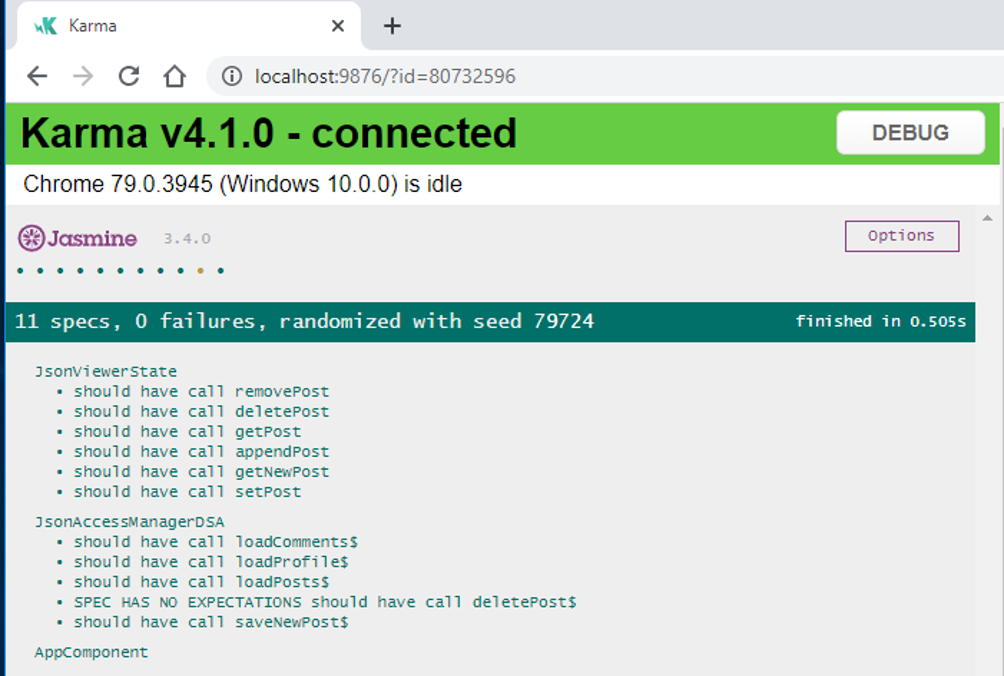 Karma
localhost:9876/?id=80732596
Karma v4.1.0 - connected
DEBUG
Chrome 79.0.3945 (Windows 10.0.0) is idle
Jasmine 3.4.0
Options
11 specs, 0 failures, randomized with seed 79724
finished in 0.505s
JsonViewerState
• should have call removePost
• should have call deletePost
• should have call getPost
• should have call appendPost
• should have call getNewPost
• should have call setPost
JsonAccessManagerDSA
• should have call loadComments$
• should have call loadProfile$
• should have call loadPosts$
• SPEC HAS NO EXPECTATIONS should have call deletePost$
• should have call saveNewPost$
AppComponent